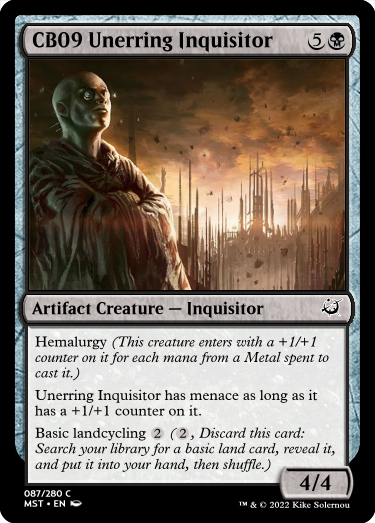 CB09 Unerring Inquisitor 5
Artifact Creature — Inquisitor
Hemalurgy (This creature enters with a +1/+1
counter on it for each mana from a Metal spent to
cast it.)
Unerring Inquisitor has menace as long as it
has a +1/+1 counter on it.
Basic landcycling 2 (2, Discard this card:
Search your library for a basic land card, reveal it,
and put it into your hand, then shuffle.)
4/4
087/280 C
MST • EN
™ & © 2022 Kike Solernou